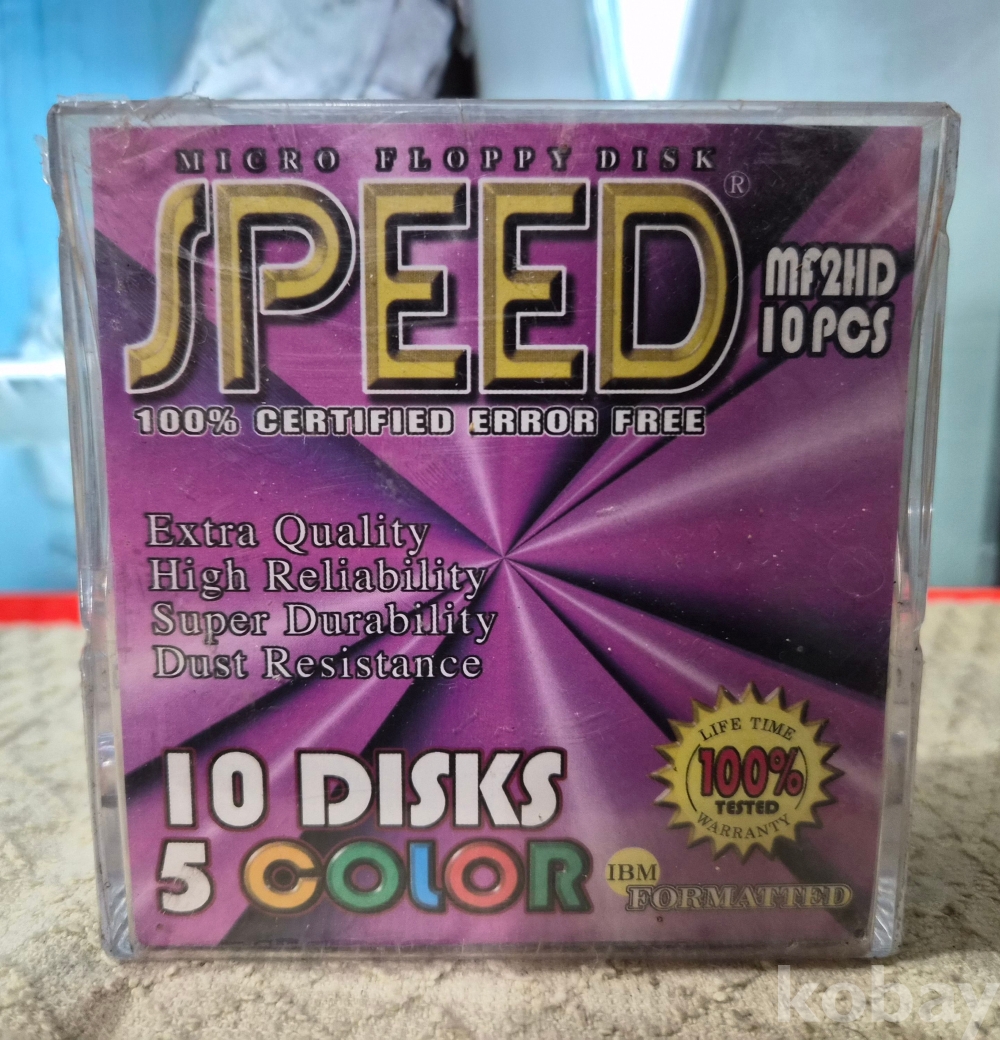 MICRO FLOPPY DISK
SPEED®
MF2HD
10 PCS
100% CERTIFIED ERROR FREE
Extra Quality
High Reliability
Super Durability
Dust Resistance
10 DISKS
5 COLOR
LIFE TIME
100%
TESTED
WARRANTY
IBM
FORMATTED
kobay